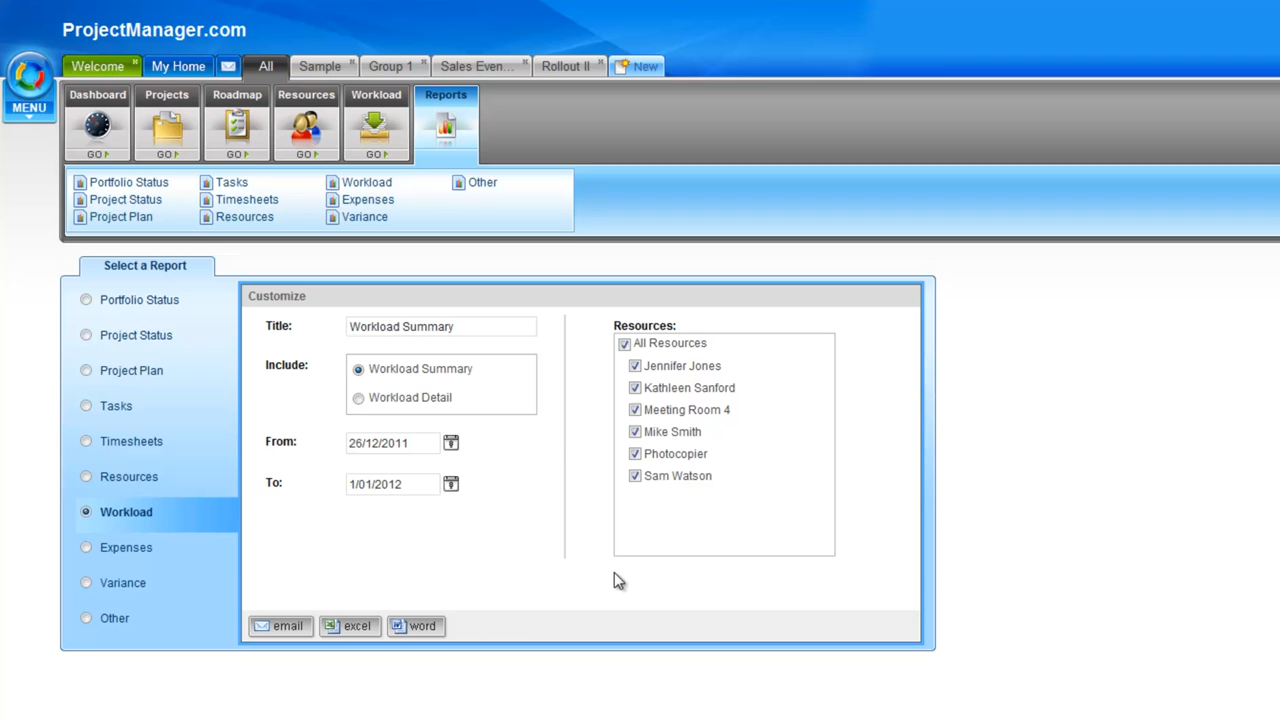 ProjectManager.com
MENU
Welcome My Home All Sample Group 1 Sales Even... Rollout II New
Dashboard Projects Roadmap Resources Workload Reports
GO GO GO GO GO
Portfolio Status Tasks Workload Other
Project Status Timesheets Expenses
Project Plan Resources Variance
Select a Report
Portfolio Status
Project Status
Project Plan
Tasks
Timesheets
Resources
Workload
Expenses
Variance
Other
Customize
Title: Workload Summary
Include: Workload Summary
Workload Detail
From: 26/12/2011
To: 1/01/2012
Resources:
All Resources
Jennifer Jones
Kathleen Sanford
Meeting Room 4
Mike Smith
Photocopier
Sam Watson
email excel word